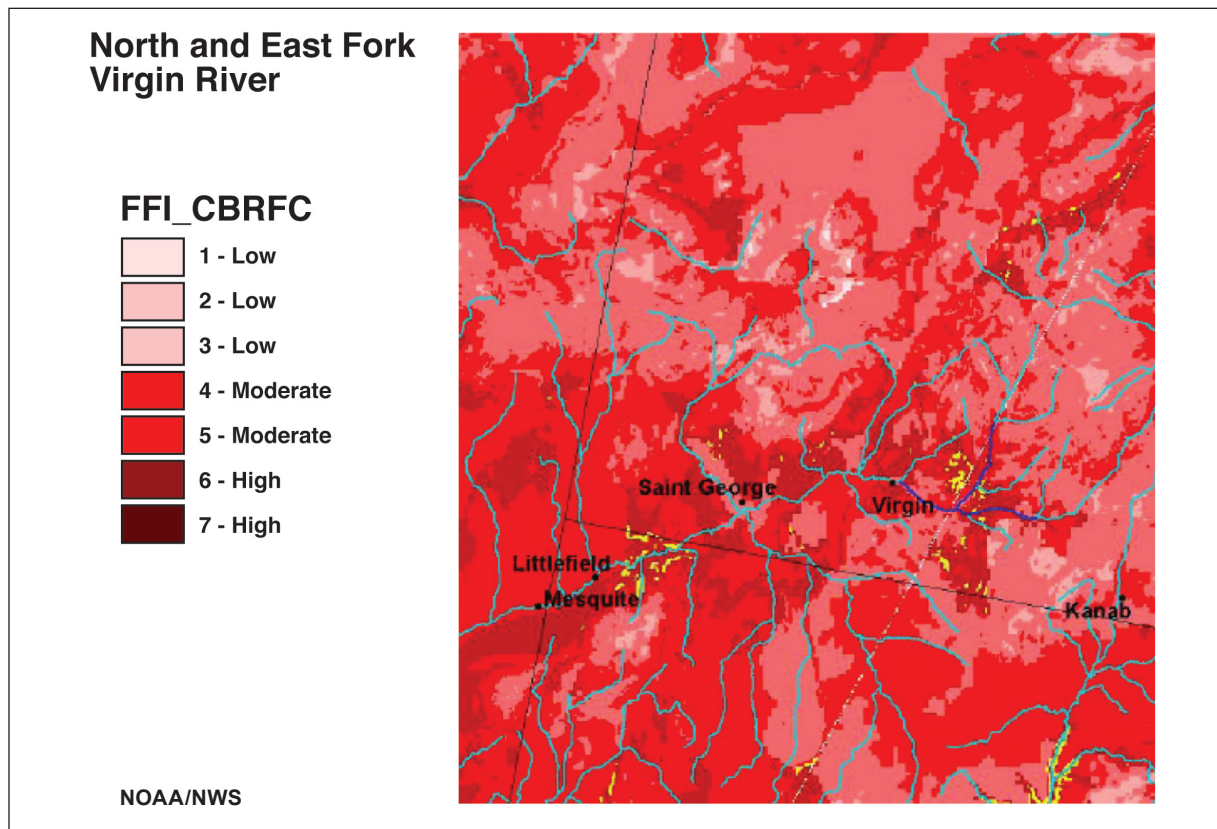 North and East Fork
Virgin River
FFI_CBRFC
1 - Low
2 - Low
3 - Low
4 - Moderate
5 - Moderate
6 - High
7 - High
Saint George
Virgin
Littlefield
Mesquite
Kanab
NOAA/NWS